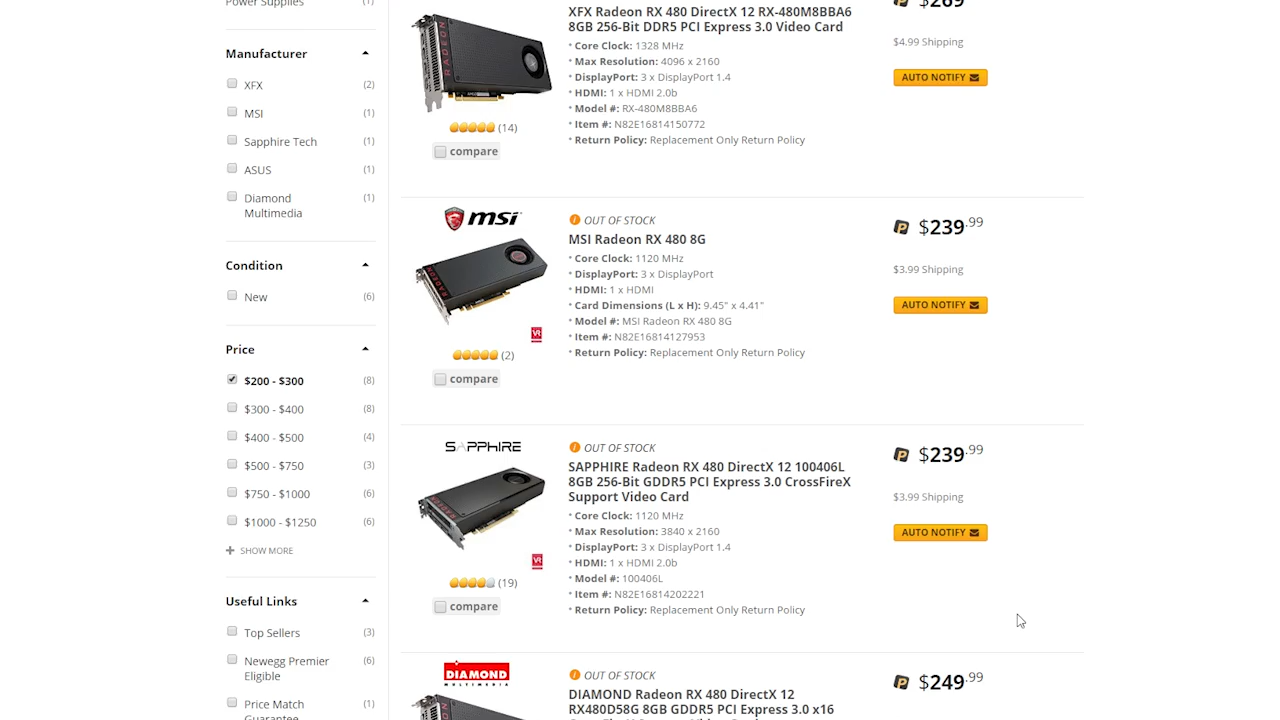 Power Supplies (1)
Manufacturer
XFX (2)
MSI (1)
Sapphire Tech (1)
ASUS (1)
Diamond Multimedia (1)
Condition
New (6)
Price
$200 - $300 (8)
$300 - $400 (8)
$400 - $500 (4)
$500 - $750 (3)
$750 - $1000 (6)
$1000 - $1250 (6)
SHOW MORE
Useful Links
Top Sellers (3)
Newegg Premier Eligible (6)
Price Match Guarantee (1)
RADEON
(14)
compare
XFX Radeon RX 480 DirectX 12 RX-480M8BBA6
8GB 256-Bit DDR5 PCI Express 3.0 Video Card
Core Clock: 1328 MHz
Max Resolution: 4096 x 2160
DisplayPort: 3 x DisplayPort 1.4
HDMI: 1 x HDMI 2.0b
Model #: RX-480M8BBA6
Item #: N82E16814150772
Return Policy: Replacement Only Return Policy
$269
$4.99 Shipping
AUTO NOTIFY
msi
RADEON
VR
(2)
compare
OUT OF STOCK
MSI Radeon RX 480 8G
Core Clock: 1120 MHz
DisplayPort: 3 x DisplayPort
HDMI: 1 x HDMI
Card Dimensions (L x H): 9.45" x 4.41"
Model #: MSI Radeon RX 480 8G
Item #: N82E16814127953
Return Policy: Replacement Only Return Policy
$239.99
$3.99 Shipping
AUTO NOTIFY
SAPPHIRE
RADEON
VR
(19)
compare
OUT OF STOCK
SAPPHIRE Radeon RX 480 DirectX 12 100406L
8GB 256-Bit GDDR5 PCI Express 3.0 CrossFireX
Support Video Card
Core Clock: 1120 MHz
Max Resolution: 3840 x 2160
DisplayPort: 3 x DisplayPort 1.4
HDMI: 1 x HDMI 2.0b
Model #: 100406L
Item #: N82E16814202221
Return Policy: Replacement Only Return Policy
$239.99
$3.99 Shipping
AUTO NOTIFY
DIAMOND
MULTIMEDIA
OUT OF STOCK
DIAMOND Radeon RX 480 DirectX 12
RX480D58G 8GB GDDR5 PCI Express 3.0 x16
$249.99